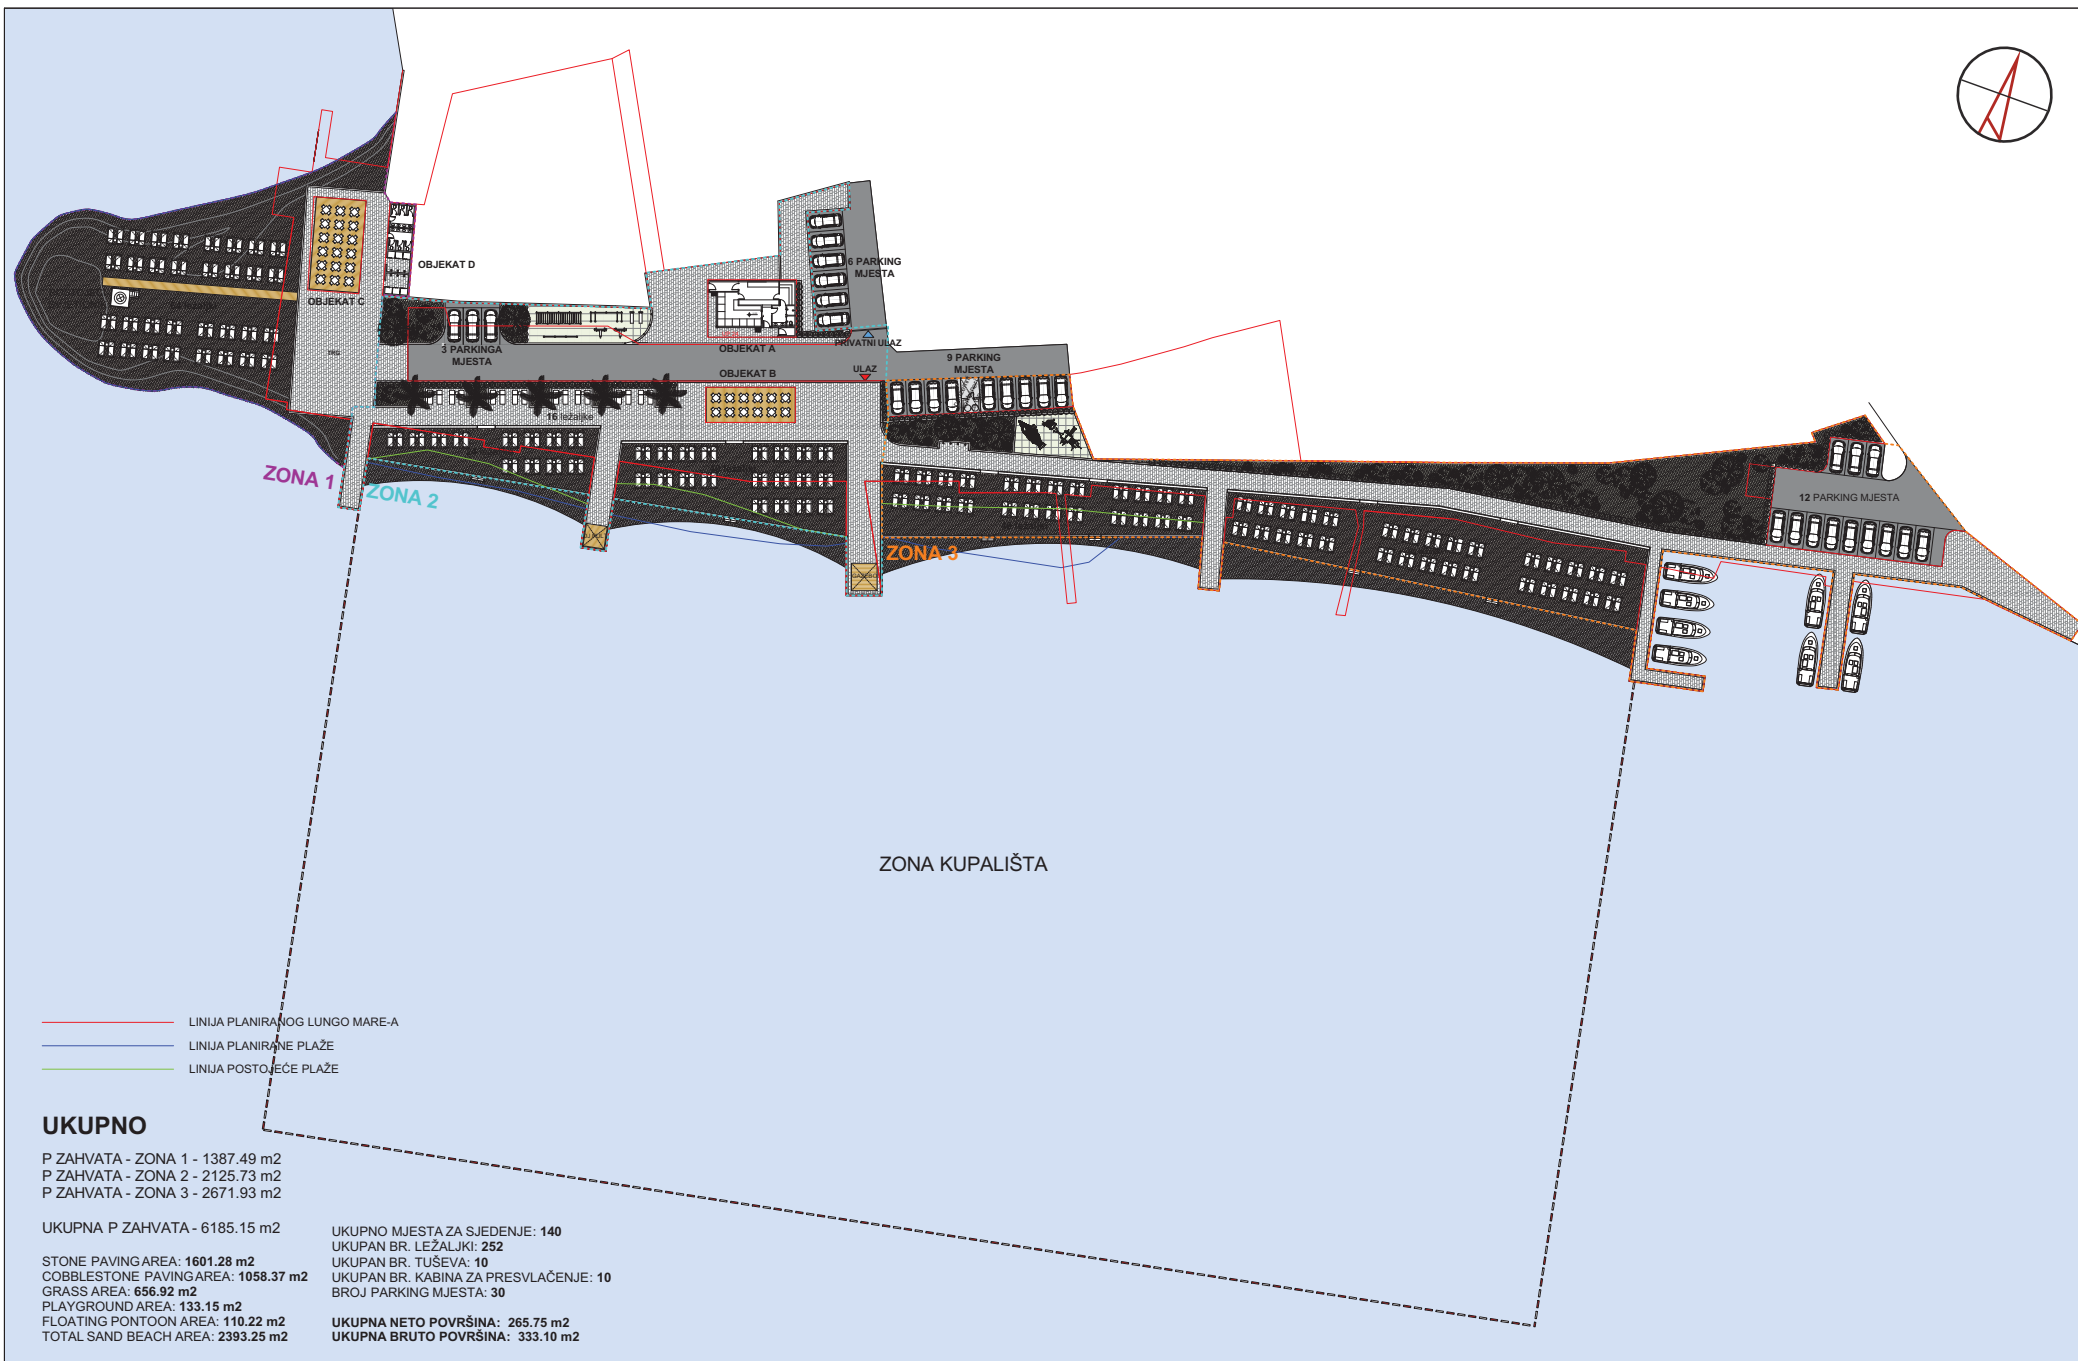 OBJEKAT D
6 PARKING
MJESTA
OBJEKAT C
PRIVATNI ULAZ
TRG
3 PARKINGA
MJESTA
OBJEKAT A
9 PARKING
MJESTA
OBJEKAT B
ULAZ
16 ležaljke
ZONA 1
ZONA 2
12 PARKING MJESTA
ZONA 3
ZONA KUPALIŠTA
LINIJA PLANIRANOG LUNGO MARE-A
LINIJA PLANIRANE PLAŽE
LINIJA POSTOJEĆE PLAŽE
UKUPNO
P ZAHVATA - ZONA 1 - 1387.49 m2
P ZAHVATA - ZONA 2 - 2125.73 m2
P ZAHVATA - ZONA 3 - 2671.93 m2
UKUPNA P ZAHVATA - 6185.15 m2
STONE PAVING AREA: 1601.28 m2
COBBLESTONE PAVING AREA: 1058.37 m2
GRASS AREA: 656.92 m2
PLAYGROUND AREA: 133.15 m2
FLOATING PONTOON AREA: 110.22 m2
TOTAL SAND BEACH AREA: 2393.25 m2
UKUPNO MJESTA ZA SJEDENJE: 140
UKUPAN BR. LEŽALJKI: 252
UKUPAN BR. TUŠEVA: 10
UKUPAN BR. KABINA ZA PRESVLAČENJE: 10
BROJ PARKING MJESTA: 30
UKUPNA NETO POVRŠINA: 265.75 m2
UKUPNA BRUTO POVRŠINA: 333.10 m2